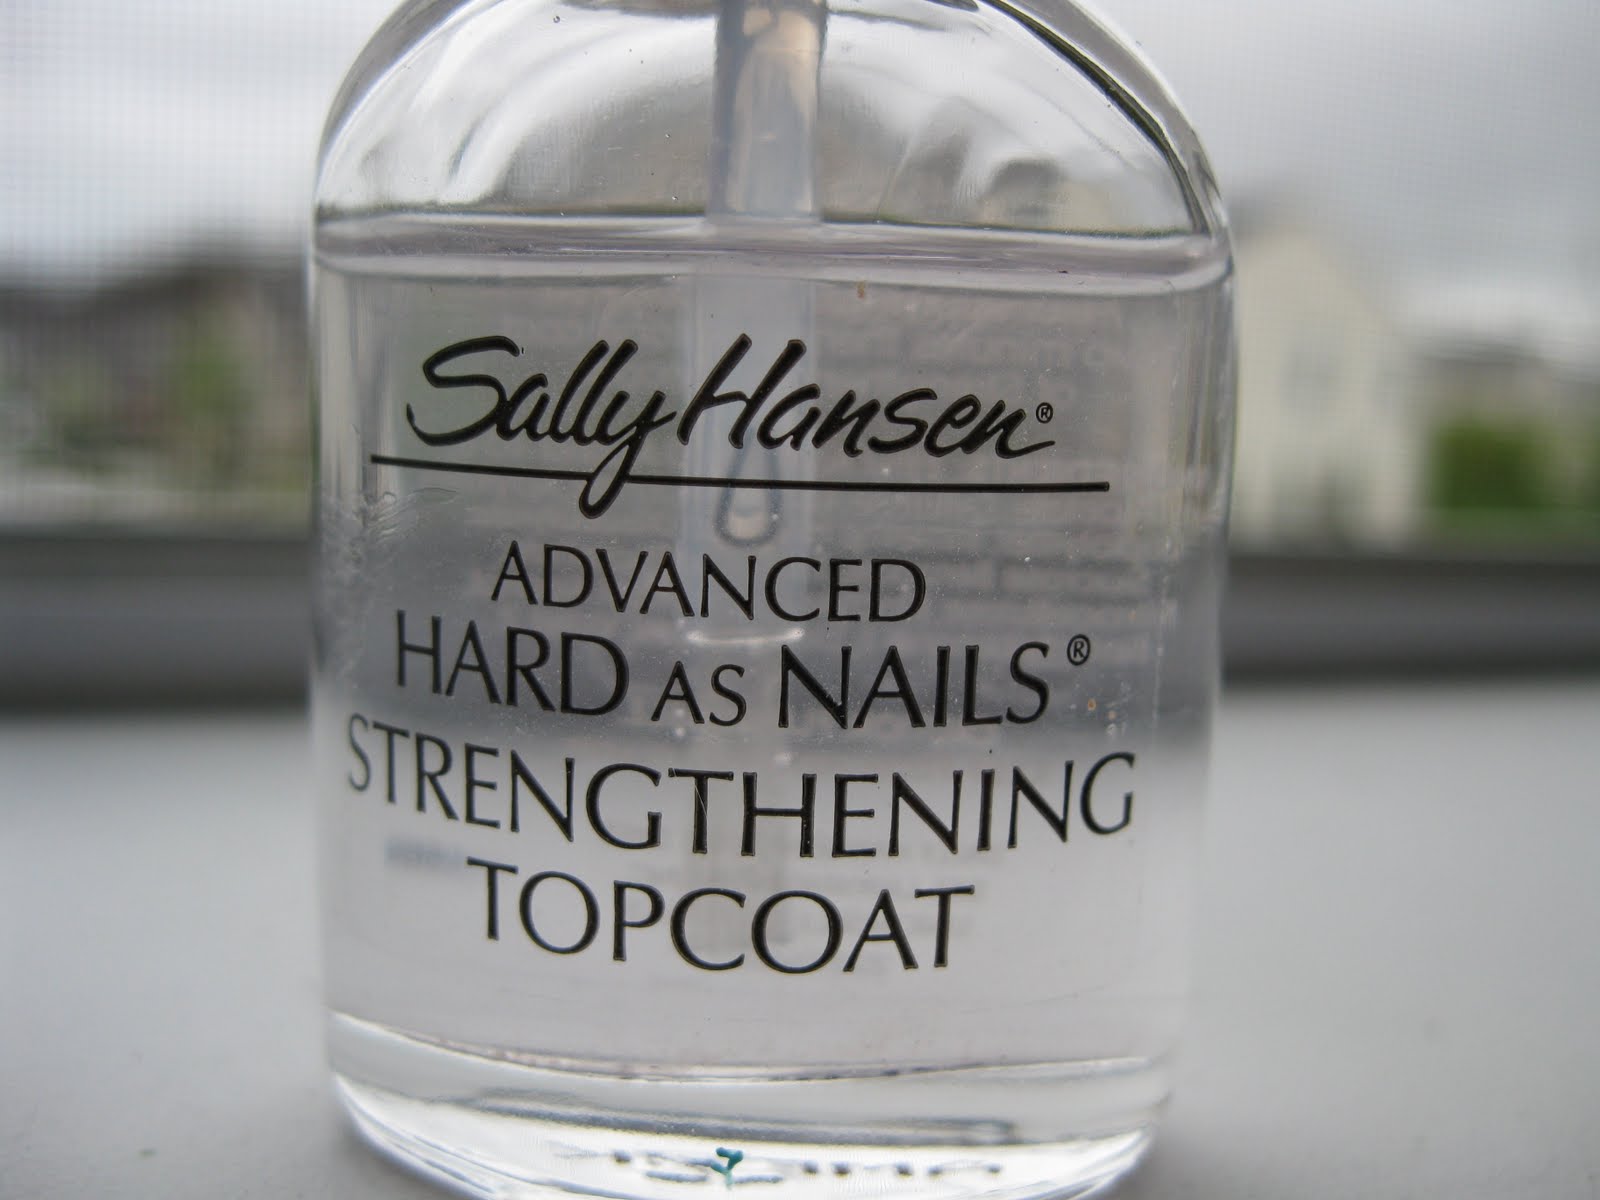 Sally Hansen®
ADVANCED
HARD AS NAILS®
STRENGTHENING
TOPCOAT